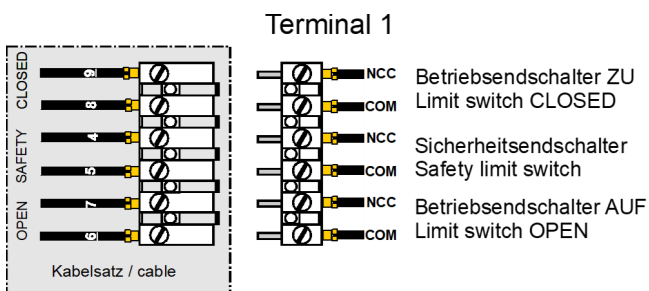 Terminal 1
CLOSED
SAFETY
OPEN
9
8
4
5
7
6
Kabelsatz / cable
NCC
COM
NCC
COM
NCC
COM
Betriebsendschalter ZU
Limit switch CLOSED
Sicherheitsendschalter
Safety limit switch
Betriebsendschalter AUF
Limit switch OPEN